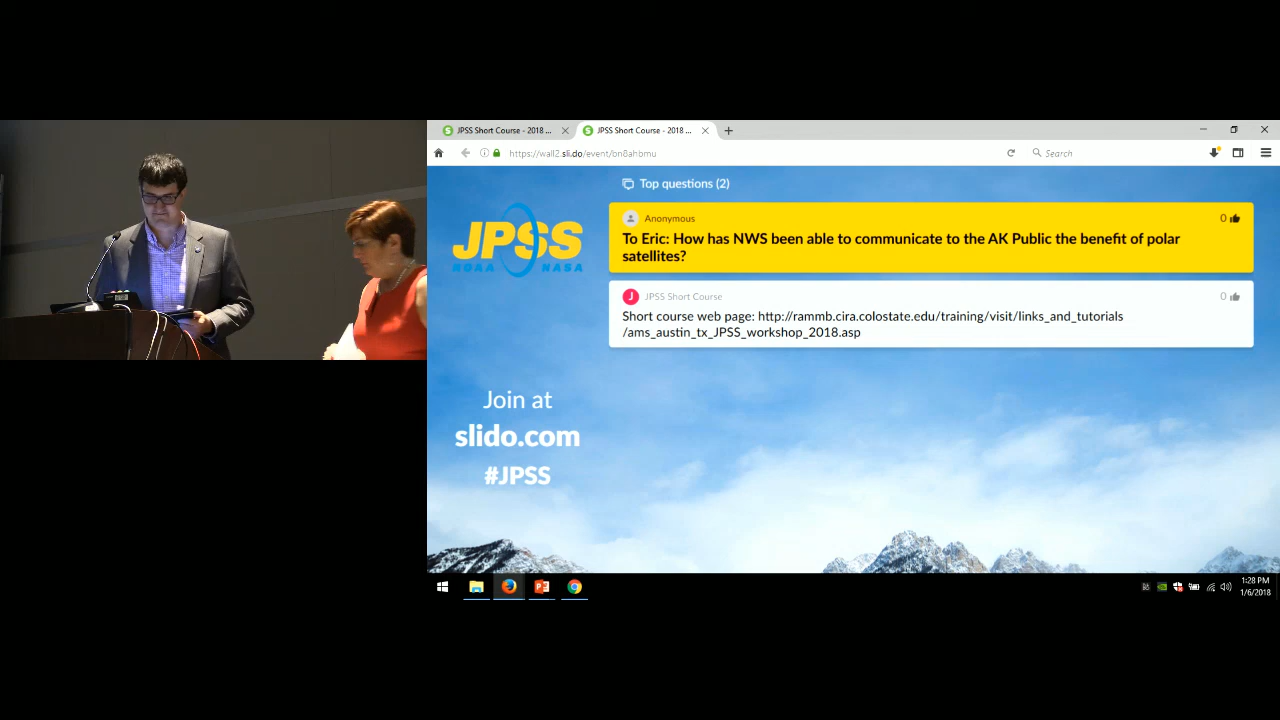 JPSS Short Course - 2018 ...
JPSS Short Course - 2018 ...
https://wall2.sli.do/event/bn8ahbmu
Search
Top questions (2)
JPSS
NOAA NASA
Anonymous
0
To Eric: How has NWS been able to communicate to the AK Public the benefit of polar
satellites?
J
JPSS Short Course
0
Short course web page: http://rammb.cira.colostate.edu/training/visit/links_and_tutorials
/ams_austin_tx_JPSS_workshop_2018.asp
Join at
slido.com
#JPSS
1:28 PM
1/6/2018